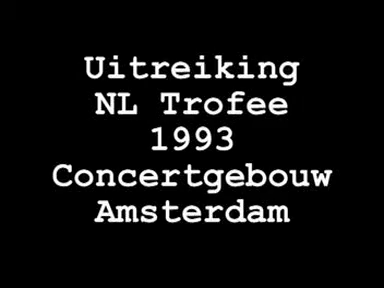 Uitreiking
NL Trofee
1993
Concertgebouw
Amsterdam